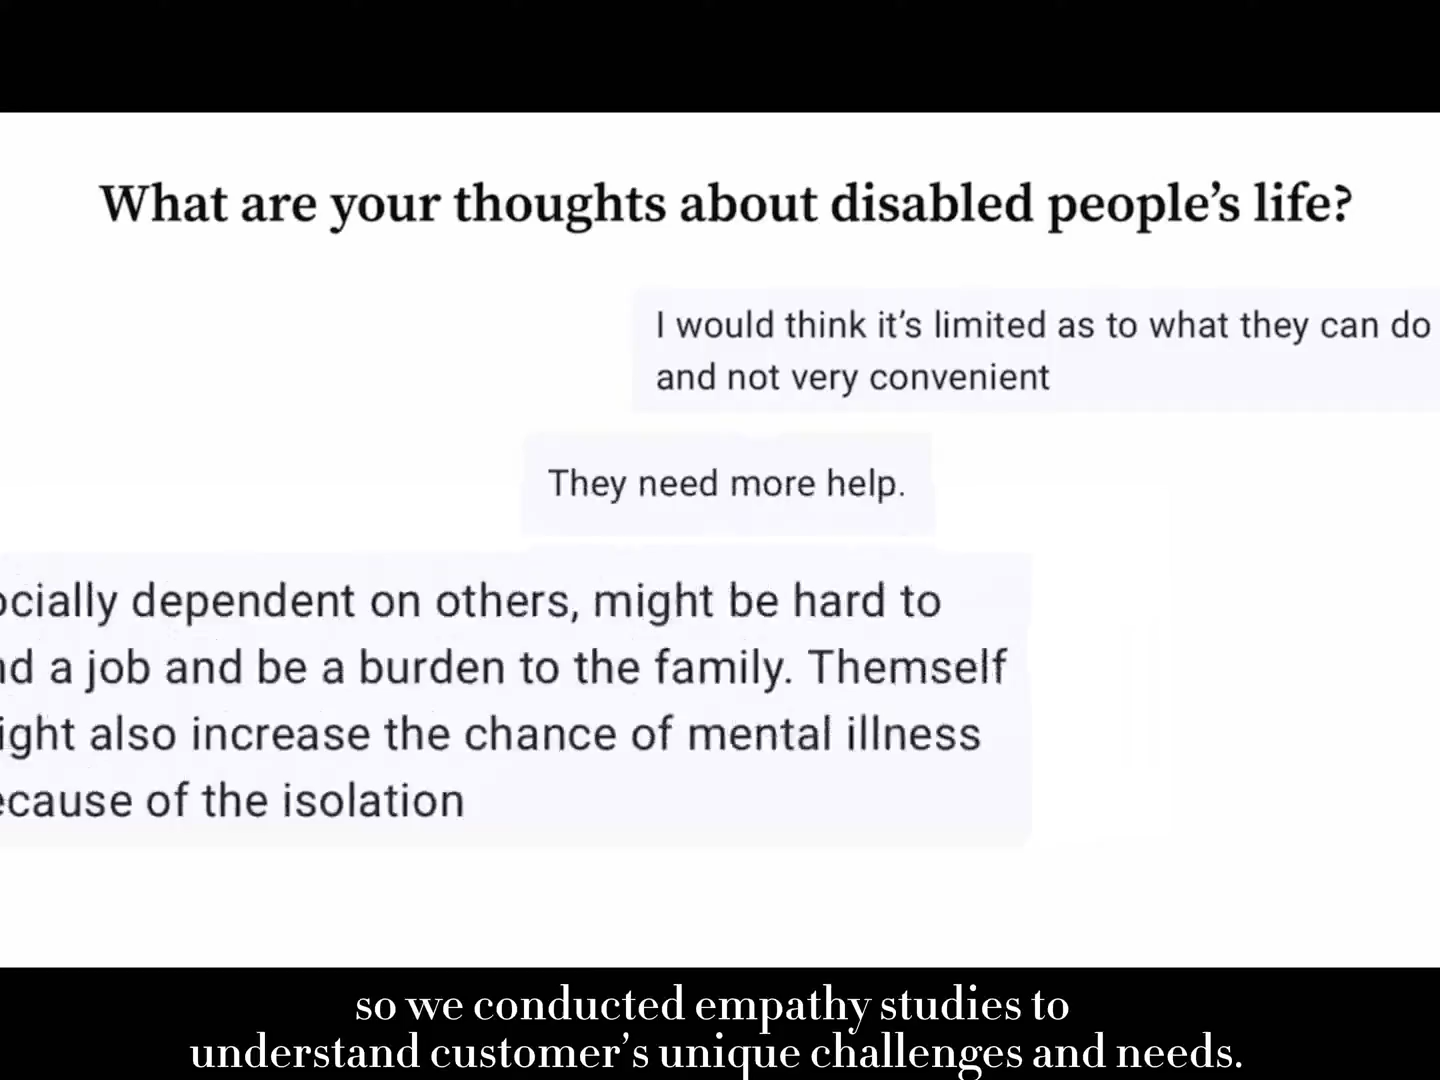 What are your thoughts about disabled people’s life?
I would think it’s limited as to what they can do
and not very convenient
They need more help.
dependent on others, might be hard to
a job and be a burden to the family. Themself
also increase the chance of mental illness
of the isolation
so we conducted empathy studies to
understand customer’s unique challenges and needs.